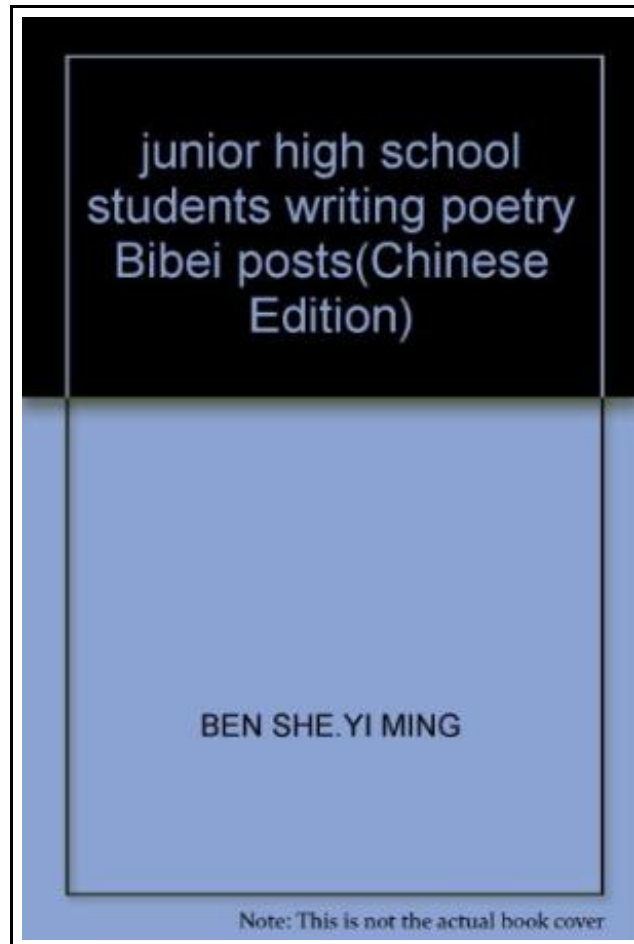 junior high school
students writing poetry
Bibei posts(Chinese
Edition)
BEN SHE.YI MING
Note: This is not the actual book cover